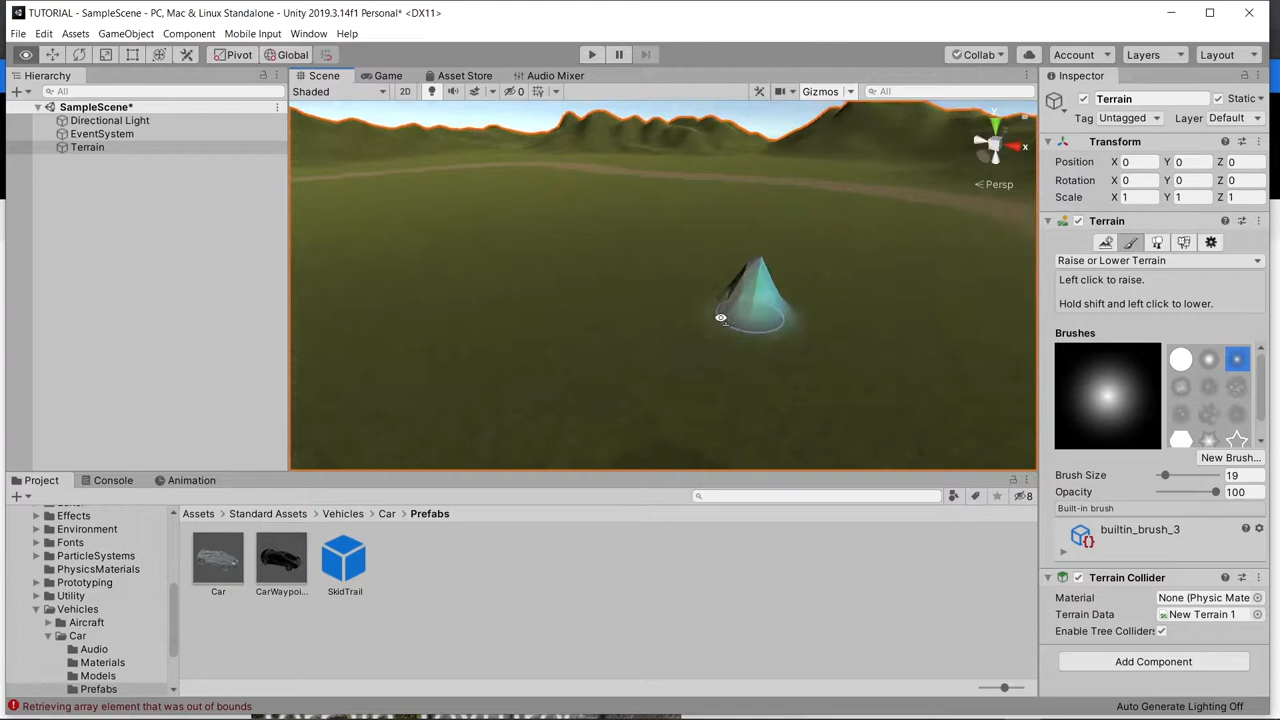 TUTORIAL - SampleScene - PC, Mac & Linux Standalone - Unity 2019.3.14f1 Personal* <DX11>
File Edit Assets GameObject Component Mobile Input Window Help
Pivot Global Collab Account Layers Layout
Hierarchy
All
SampleScene*
Directional Light
EventSystem
Terrain
Scene Game Asset Store Audio Mixer
Shaded 2D 0 Gizmos All
y
x
Persp
Inspector
Terrain Static
Tag Untagged Layer Default
Transform
Position X 0 Y 0 Z 0
Rotation X 0 Y 0 Z 0
Scale X 1 Y 1 Z 1
Terrain
Raise or Lower Terrain
Left click to raise.
Hold shift and left click to lower.
Brushes
New Brush...
Brush Size 19
Opacity 100
Built-in brush
builtin_brush_3
Terrain Collider
Material None (Physic Mate
Terrain Data New Terrain 1
Enable Tree Colliders
Add Component
Project Console Animation
8
Effects
Environment
Fonts
ParticleSystems
PhysicsMaterials
Prototyping
Utility
Vehicles
Aircraft
Car
Audio
Materials
Models
Prefabs
Assets Standard Assets Vehicles Car Prefabs
Car CarWaypoi... SkidTrail
Retrieving array element that was out of bounds
Auto Generate Lighting Off